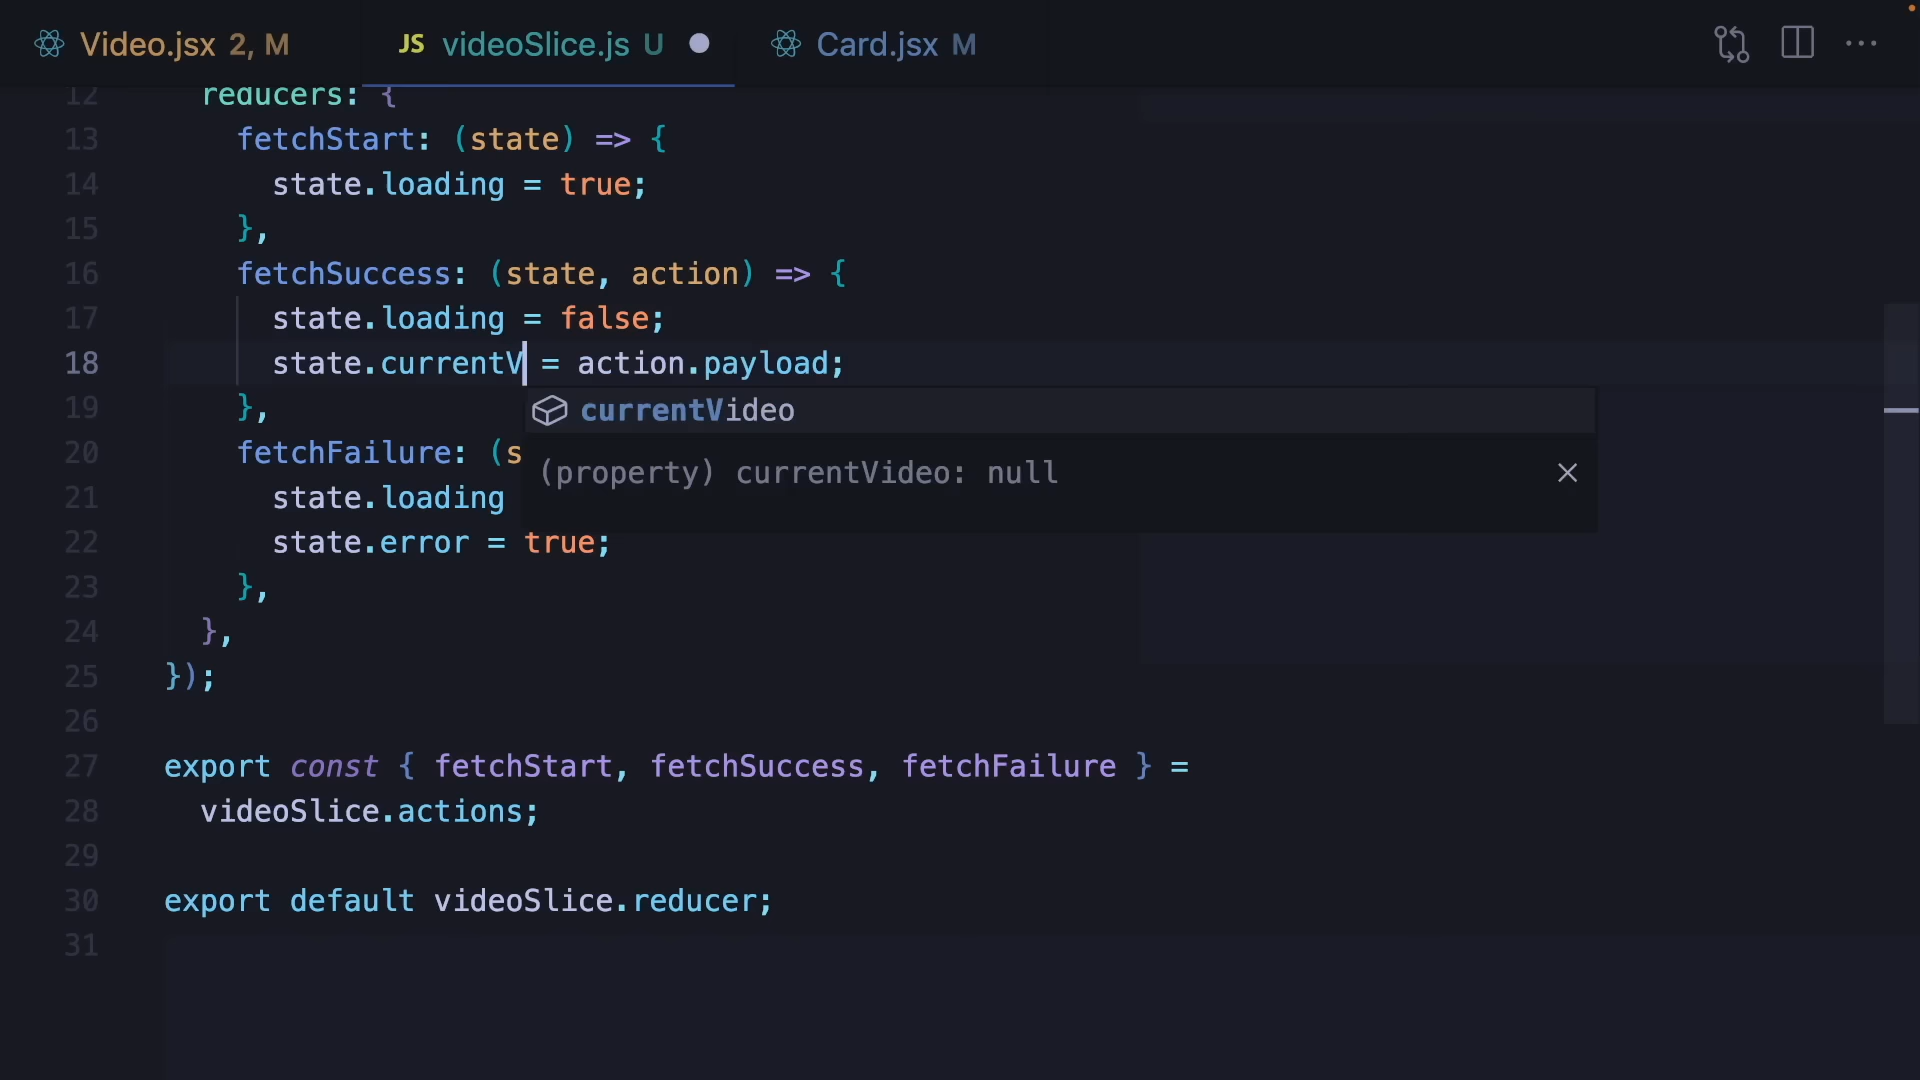 Video.jsx 2, M
JS videoSlice.js U
Card.jsx M
12 reducers: {
13 fetchStart: (state) => {
14 state.loading = true;
15 },
16 fetchSuccess: (state, action) => {
17 state.loading = false;
18 state.currentV = action.payload;
currentVideo
(property) currentVideo: null
19 },
20 fetchFailure: (s
21 state.loading
22 state.error = true;
23 },
24 },
25 });
26
27 export const { fetchStart, fetchSuccess, fetchFailure } =
28 videoSlice.actions;
29
30 export default videoSlice.reducer;
31